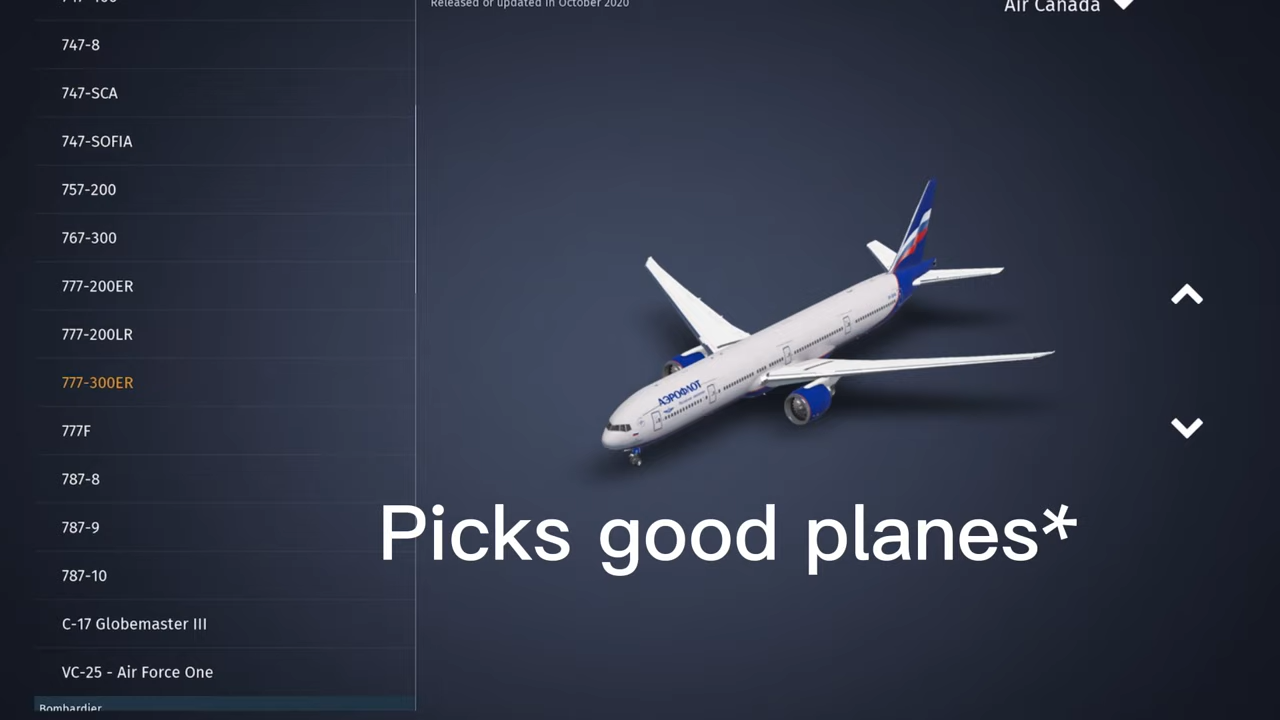 747-400
Released or updated in October 2020
Air Canada
747-8
747-SCA
747-SOFIA
757-200
767-300
777-200ER
777-200LR
777-300ER
777F
787-8
787-9
787-10
C-17 Globemaster III
VC-25 - Air Force One
Bombardier
АЭРОФЛОТ
Picks good planes*